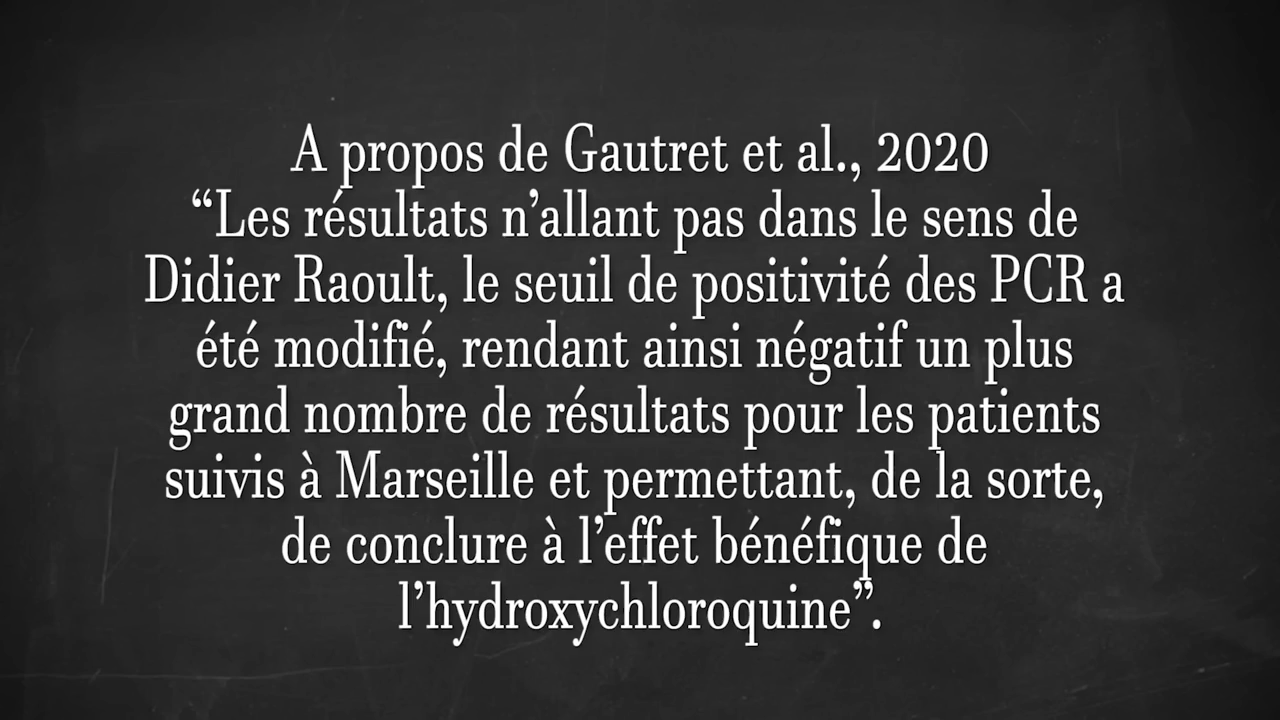 A propos de Gautret et al., 2020
“Les résultats n’allant pas dans le sens de
Didier Raoult, le seuil de positivité des PCR a
été modifié, rendant ainsi négatif un plus
grand nombre de résultats pour les patients
suivis à Marseille et permettant, de la sorte,
de conclure à l’effet bénéfique de
l’hydroxychloroquine”.